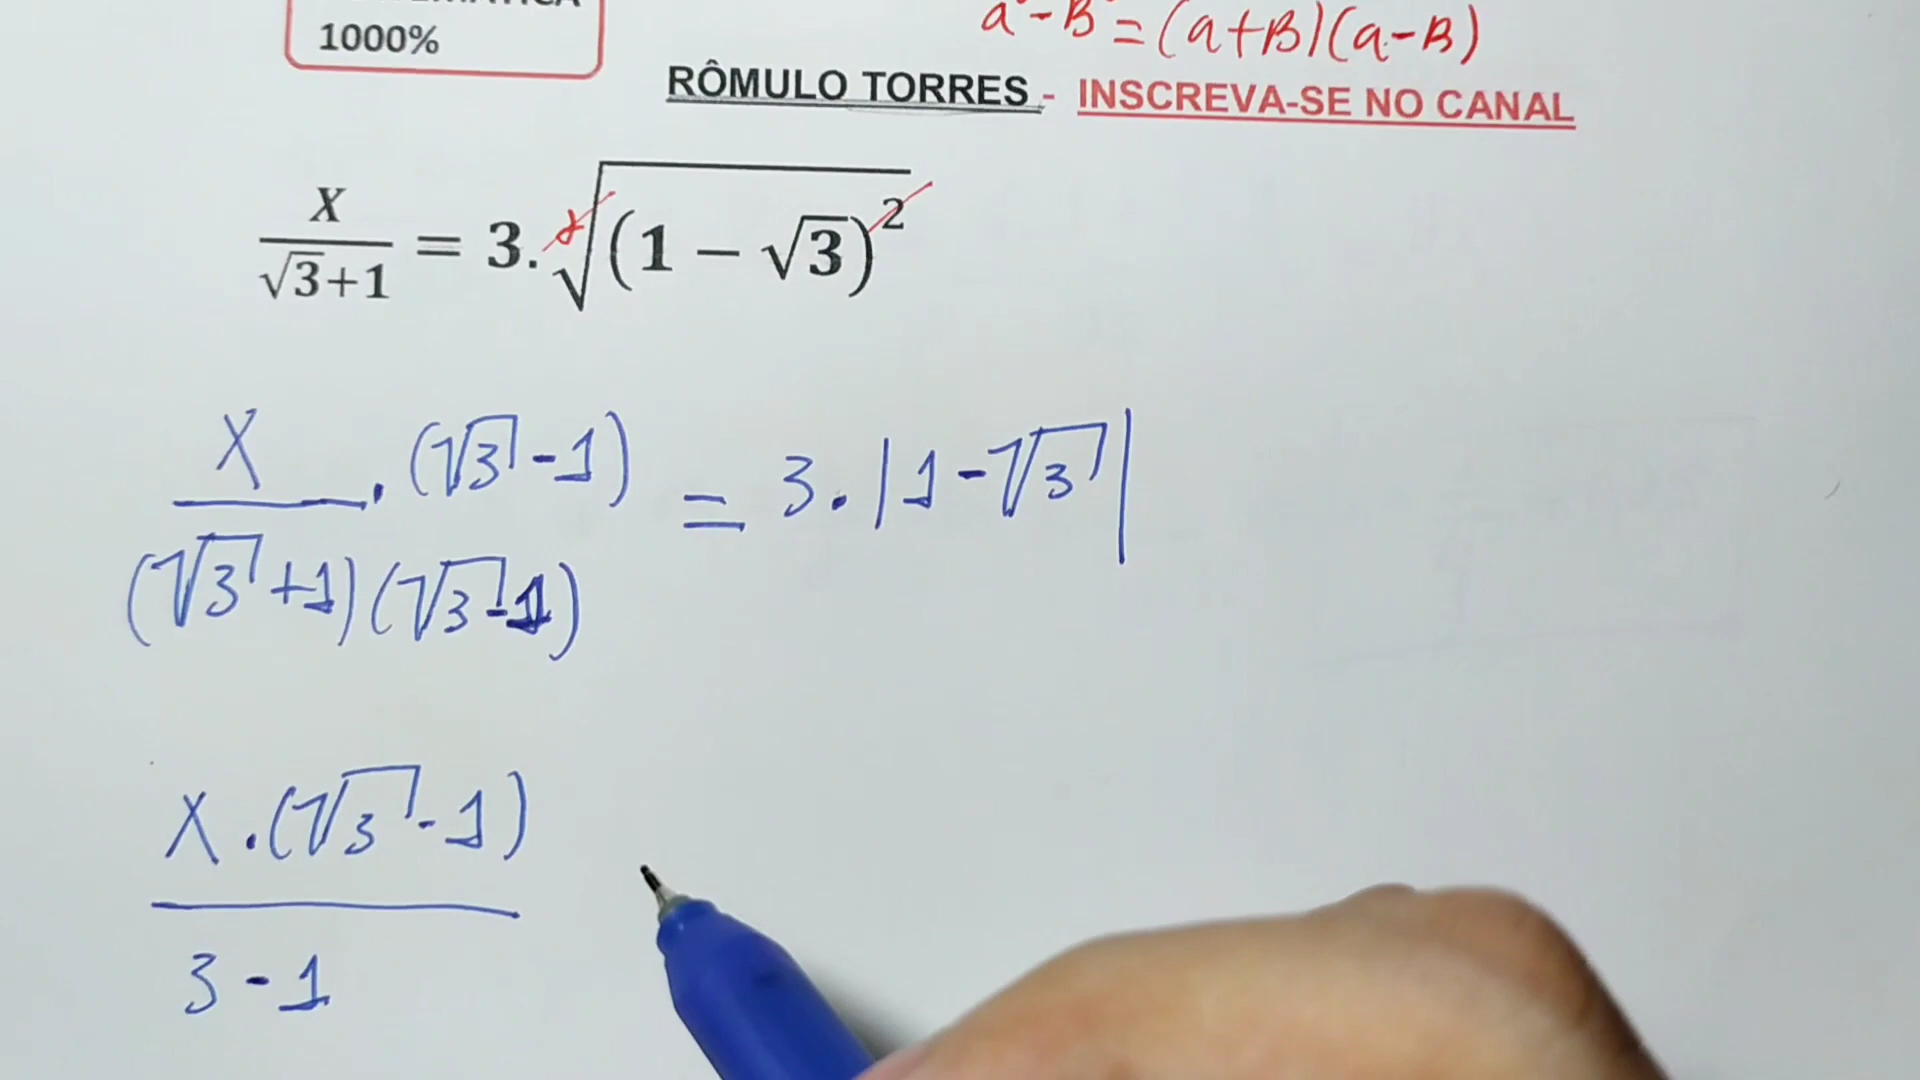 1000%
a² - B² = (a+B)(a-B)
RÔMULO TORRES - INSCREVA-SE NO CANAL
X/(√3+1) = 3. ²√(1 − √3)²
X/((√3+1)(√3-1)) . (√3-1) = 3.|1-√3|
X.(√3-1)
3-1